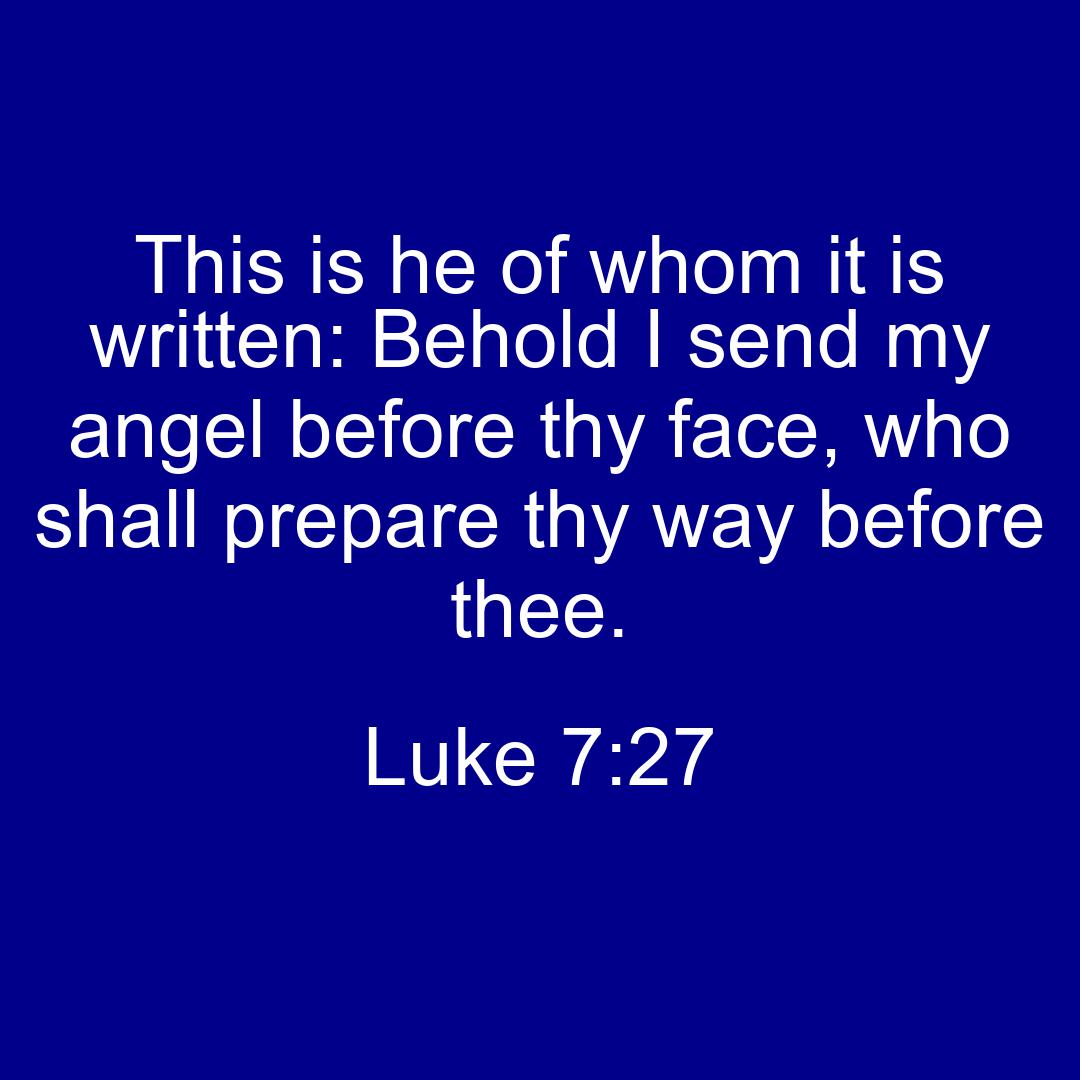 This is he of whom it is
written: Behold I send my
angel before thy face, who
shall prepare thy way before
thee.
Luke 7:27